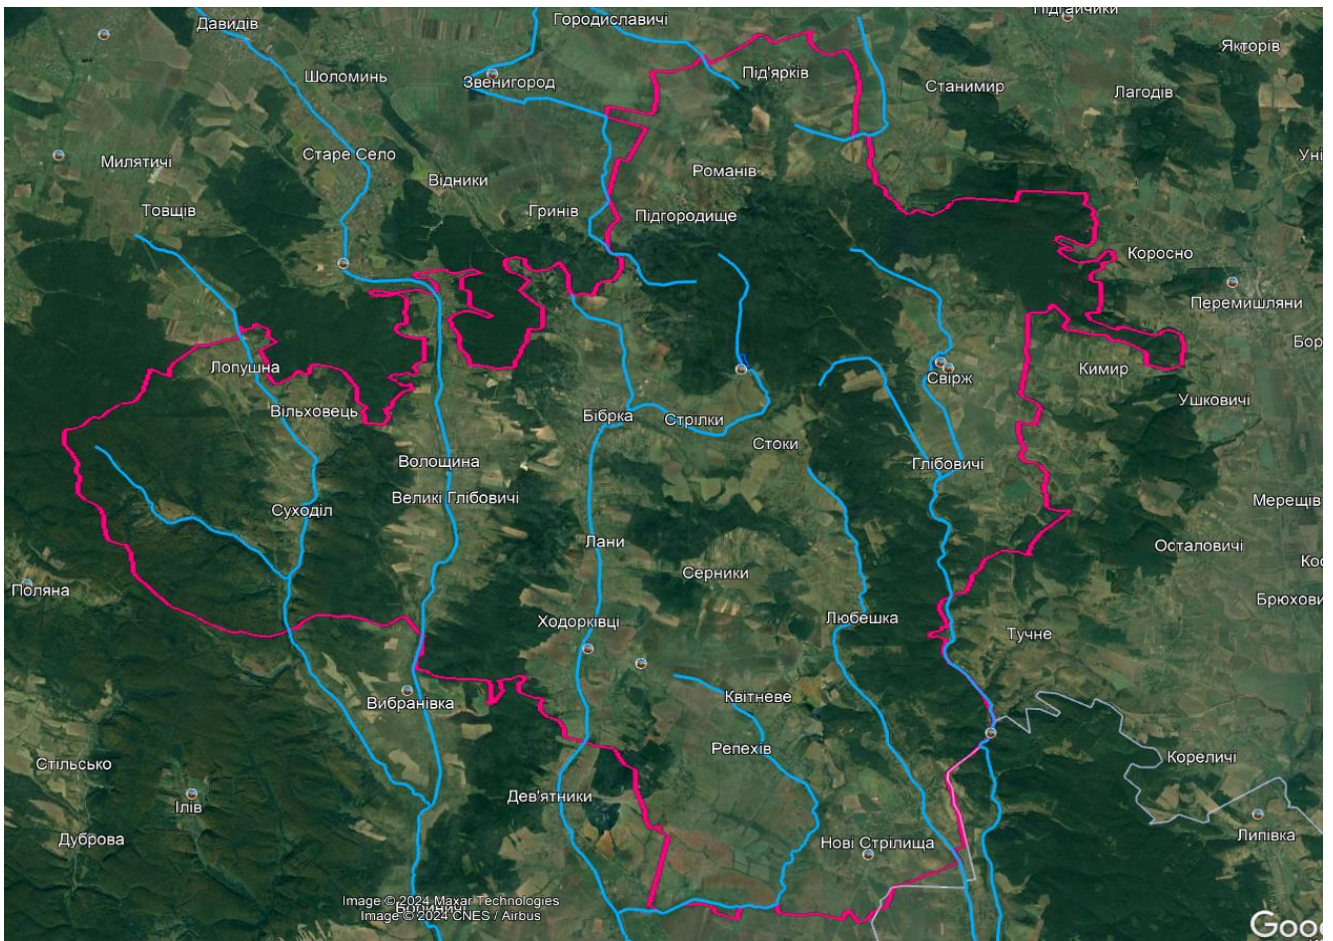 Городиславичі
Підгайчики
Давидів
Якторів
Шоломинь
Звенигород
Під'ярків
Станимир
Лагодів
Милятичі
Старе Село
Відники
Романів
Уні
Товщів
Гринів
Підгородище
Коросно
Перемишляни
Бор
Лопушна
Свірж
Кимир
Ушковичі
Вільховець
Бібрка
Стрілки
Стоки
Волощина
Глібовичі
Великі Глібовичі
Мерещів
Суходіл
Лани
Осталовичі
Кос
Серники
Поляна
Брюхови
Ходорківці
Любешка
Тучне
Вибранівка
Квітневе
Репехів
Кореличі
Стільсько
Дев'ятники
Ілів
Дуброва
Нові Стрілища
Липівка
Image © 2024 Maxar Technologies
Image © 2024 CNES / Airbus
Goo